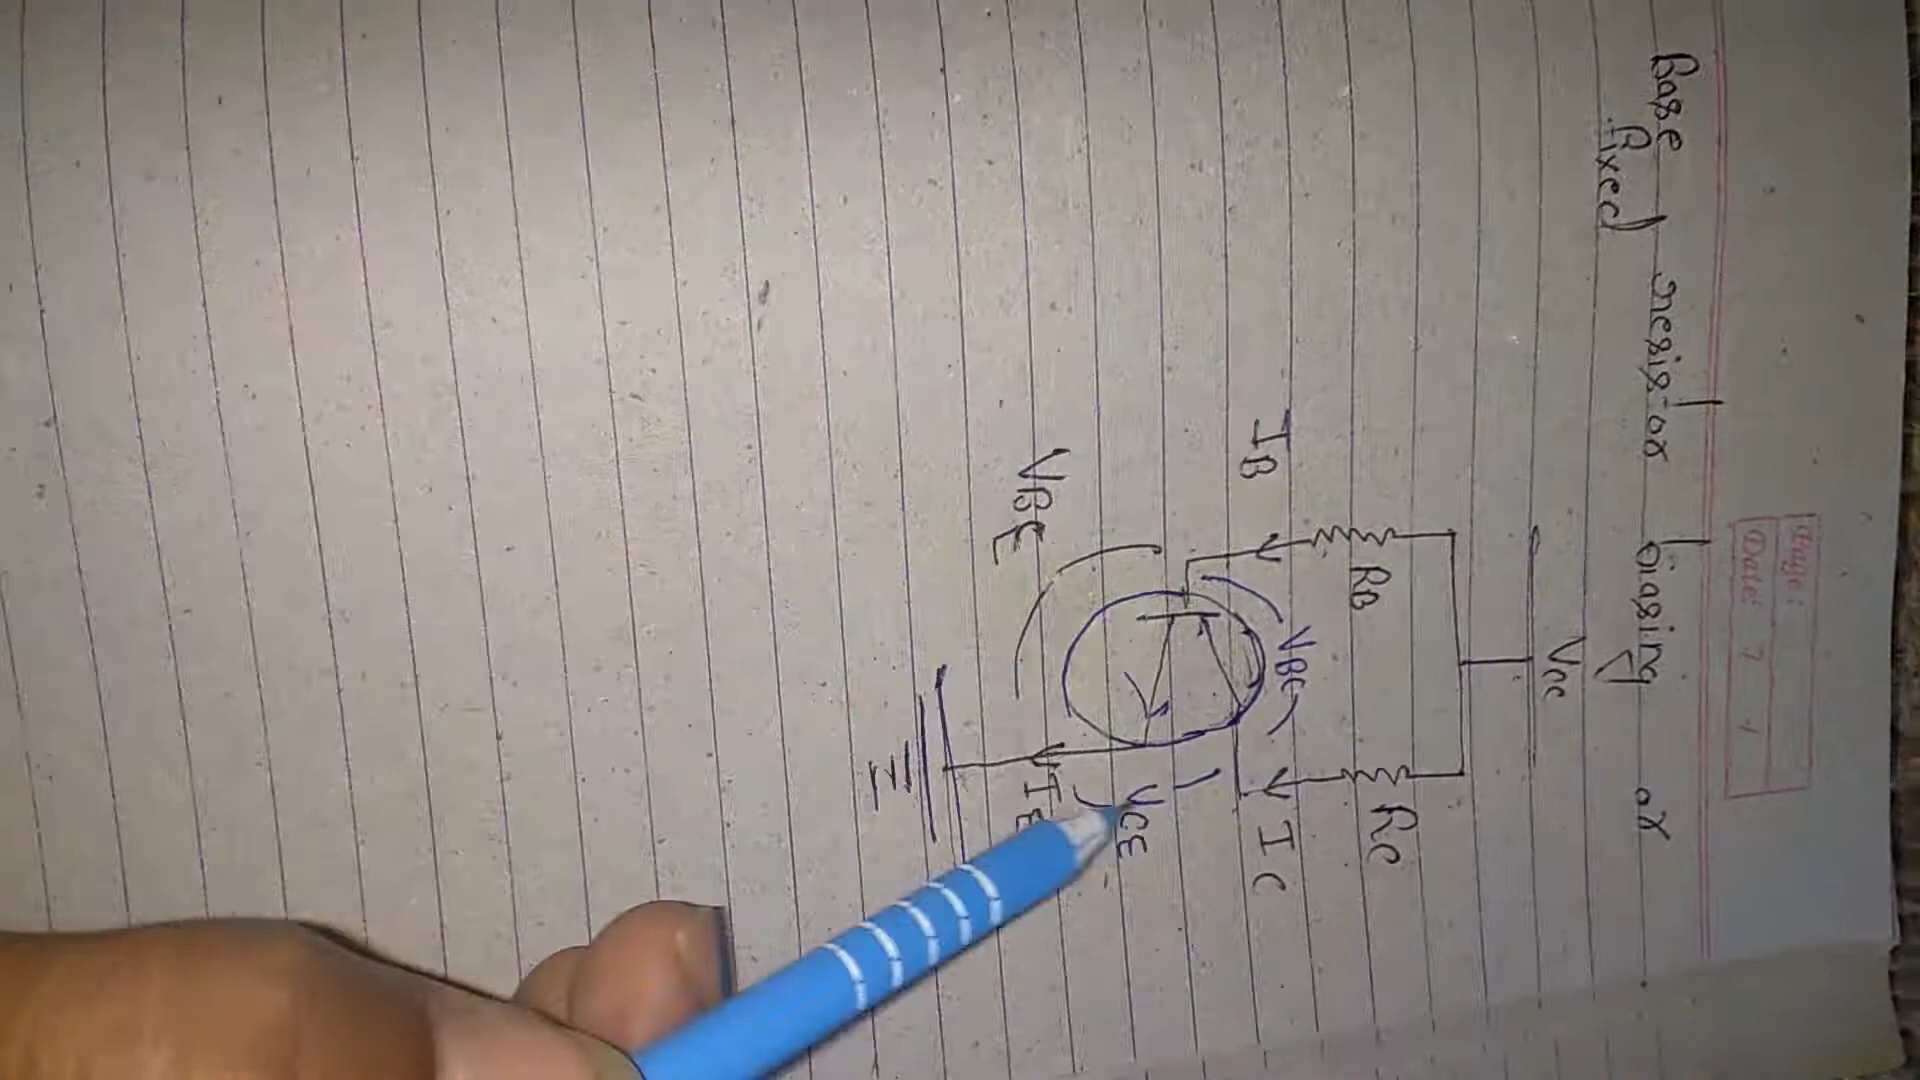 Page:
Date: / /
Base resistor biasing or
fixed
Vcc
RB
RC
IB
IC
VBC
VCE
VBE
IE